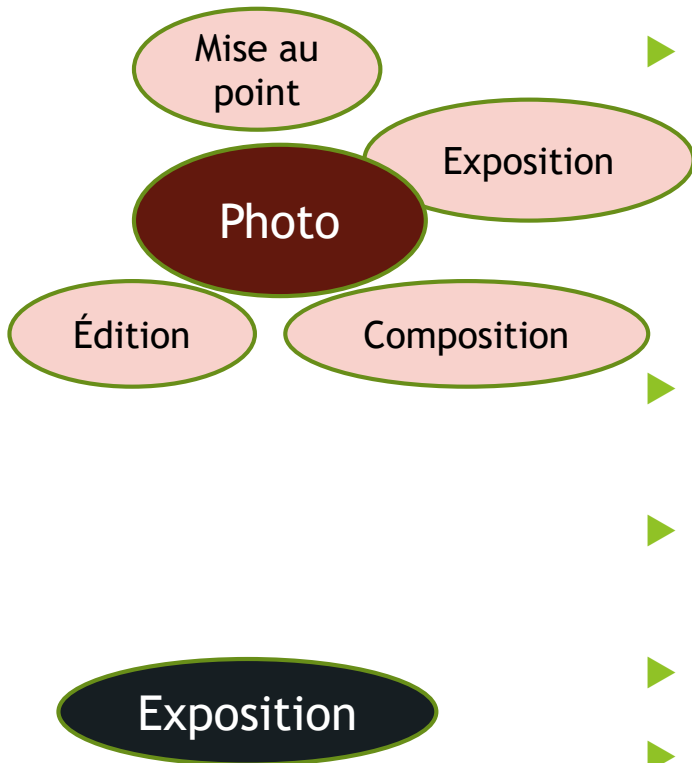 Mise au
point
Exposition
Photo
Édition
Composition
Exposition